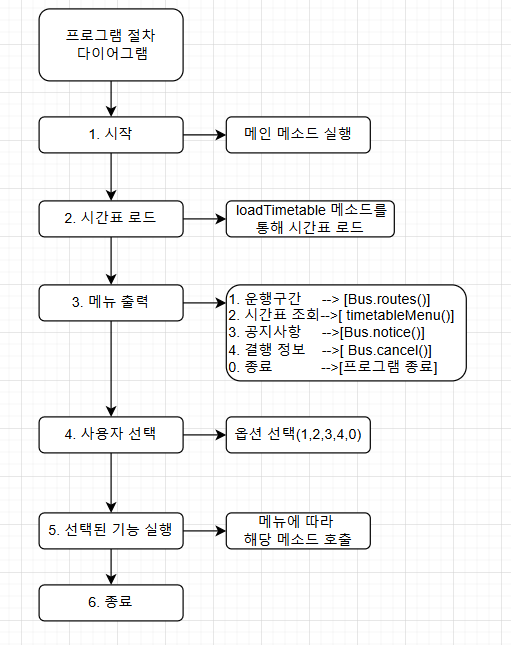 프로그램 절차
다이어그램
1. 시작
메인 메소드 실행
2. 시간표 로드
loadTimetable 메소드를
통해 시간표 로드
3. 메뉴 출력
1. 운행구간 --> [Bus.routes()]
2. 시간표 조회-->[ timetableMenu()]
3. 공지사항 -->[Bus.notice()]
4. 결행 정보 -->[ Bus.cancel()]
0. 종료 -->[프로그램 종료]
4. 사용자 선택
옵션 선택(1,2,3,4,0)
5. 선택된 기능 실행
메뉴에 따라
해당 메소드 호출
6. 종료